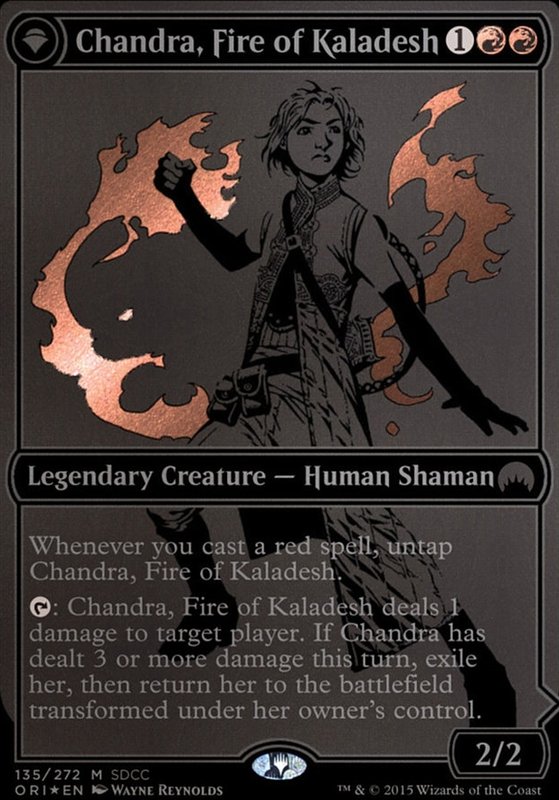 Chandra, Fire of Kaladesh 1
Legendary Creature — Human Shaman
Whenever you cast a red spell, untap
Chandra, Fire of Kaladesh.
: Chandra, Fire of Kaladesh deals 1
damage to target player. If Chandra has
dealt 3 or more damage this turn, exile
her, then return her to the battlefield
transformed under her owner's control.
2/2
135/272 M SDCC
ORI★EN Wayne Reynolds
™ & © 2015 Wizards of the Coast